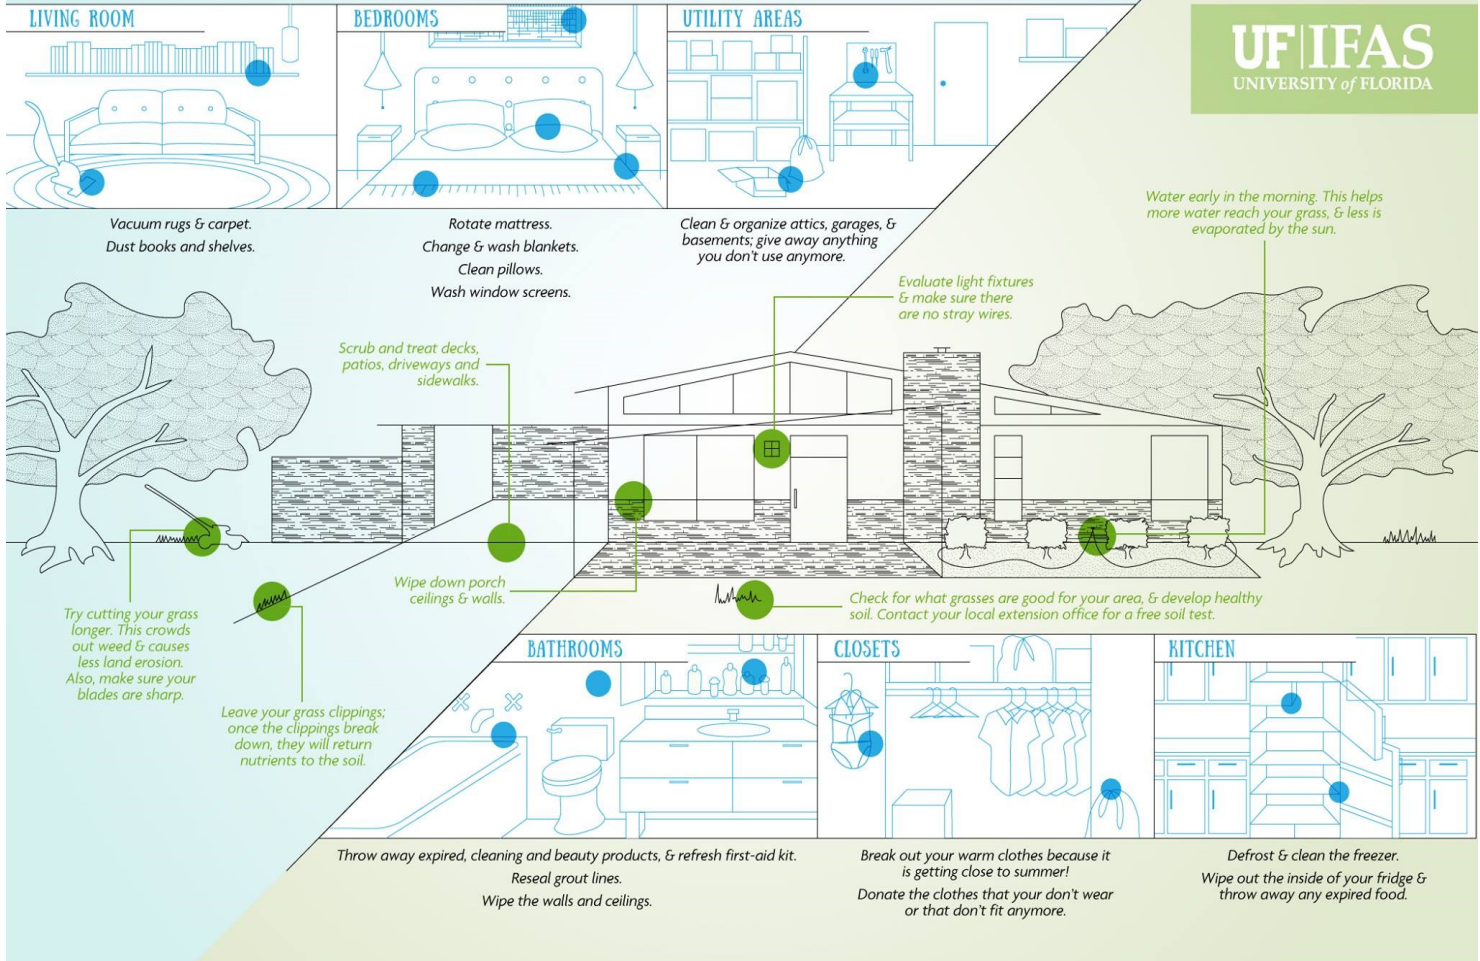 LIVING ROOM
BEDROOMS
UTILITY AREAS
UF|IFAS
UNIVERSITY of FLORIDA
Vacuum rugs & carpet.
Dust books and shelves.
Rotate mattress.
Change & wash blankets.
Clean pillows.
Wash window screens.
Clean & organize attics, garages, &
basements; give away anything
you don't use anymore.
Water early in the morning. This helps
more water reach your grass, & less is
evaporated by the sun.
Evaluate light fixtures
& make sure there
are no stray wires.
Scrub and treat decks,
patios, driveways and
sidewalks.
Wipe down porch
ceilings & walls.
Check for what grasses are good for your area, & develop healthy
soil. Contact your local extension office for a free soil test.
Try cutting your grass
longer. This crowds
out weed & causes
less land erosion.
Also, make sure your
blades are sharp.
Leave your grass clippings;
once the clippings break
down, they will return
nutrients to the soil.
BATHROOMS
CLOSETS
KITCHEN
Throw away expired, cleaning and beauty products, & refresh first-aid kit.
Reseal grout lines.
Wipe the walls and ceilings.
Break out your warm clothes because it
is getting close to summer!
Donate the clothes that your don't wear
or that don't fit anymore.
Defrost & clean the freezer.
Wipe out the inside of your fridge &
throw away any expired food.